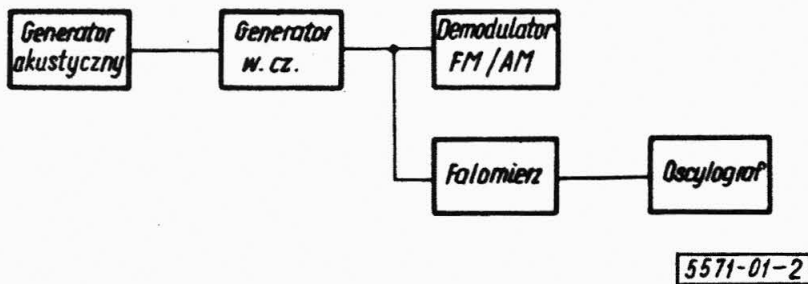 Generator
akustyczny
Generator
w. cz.
Demodulator
FM/AM
Falomierz
Oscylograf
5571-01-2